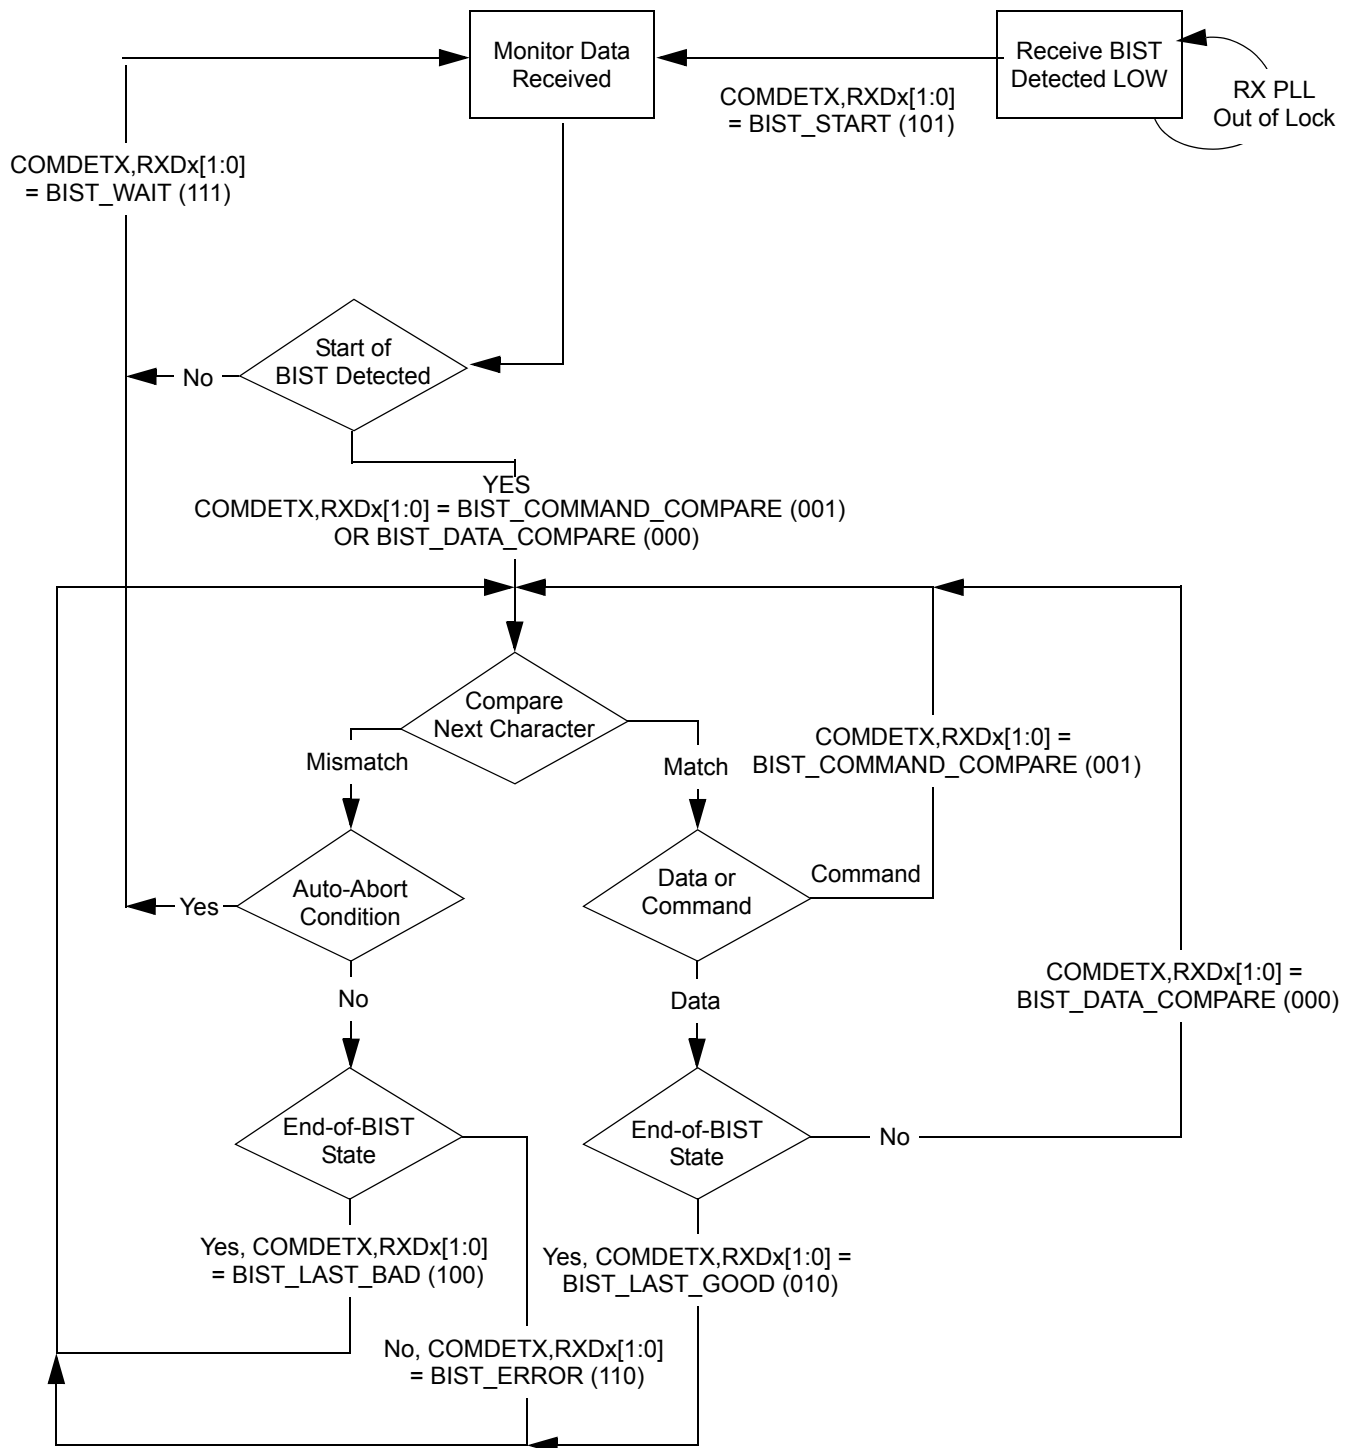 Monitor Data
Received
Receive BIST
Detected LOW
RX PLL
Out of Lock
COMDETX,RXDx[1:0]
= BIST_START (101)
COMDETX,RXDx[1:0]
= BIST_WAIT (111)
Start of
BIST Detected
No
YES
COMDETX,RXDx[1:0] = BIST_COMMAND_COMPARE (001)
OR BIST_DATA_COMPARE (000)
Compare
Next Character
Mismatch
Match
COMDETX,RXDx[1:0] =
BIST_COMMAND_COMPARE (001)
Auto-Abort
Condition
Yes
Data or
Command
Command
No
Data
COMDETX,RXDx[1:0] =
BIST_DATA_COMPARE (000)
End-of-BIST
State
End-of-BIST
State
No
Yes, COMDETX,RXDx[1:0]
= BIST_LAST_BAD (100)
Yes, COMDETX,RXDx[1:0] =
BIST_LAST_GOOD (010)
No, COMDETX,RXDx[1:0]
= BIST_ERROR (110)